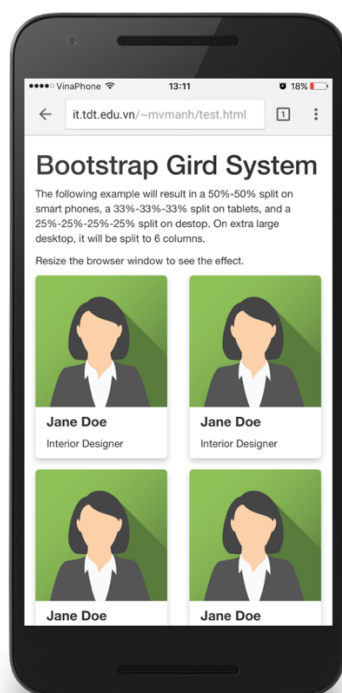 VinaPhone 13:11 18%
it.tdt.edu.vn/~mvmanh/test.html 1
Bootstrap Gird System
The following example will result in a 50%-50% split on
smart phones, a 33%-33%-33% split on tablets, and a
25%-25%-25%-25% split on destop. On extra large
desktop, it will be split to 6 columns.
Resize the browser window to see the effect.
Jane Doe Jane Doe
Interior Designer Interior Designer
Jane Doe Jane Doe